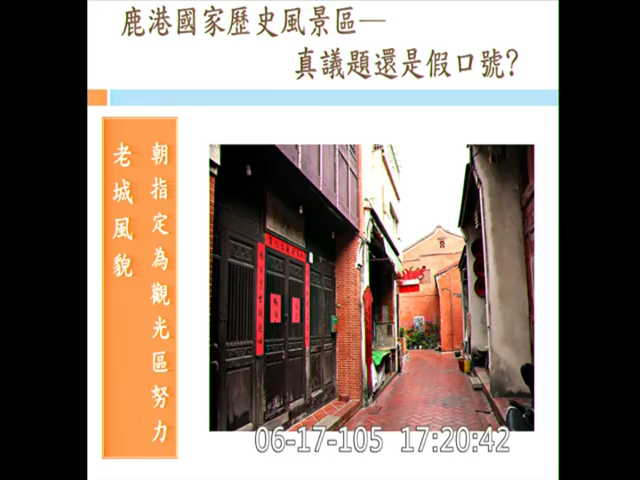 鹿港國家歷史風景區—
真議題還是假口號?
朝指定為觀光區努力
老城風貌
06-17-105 17:20:42